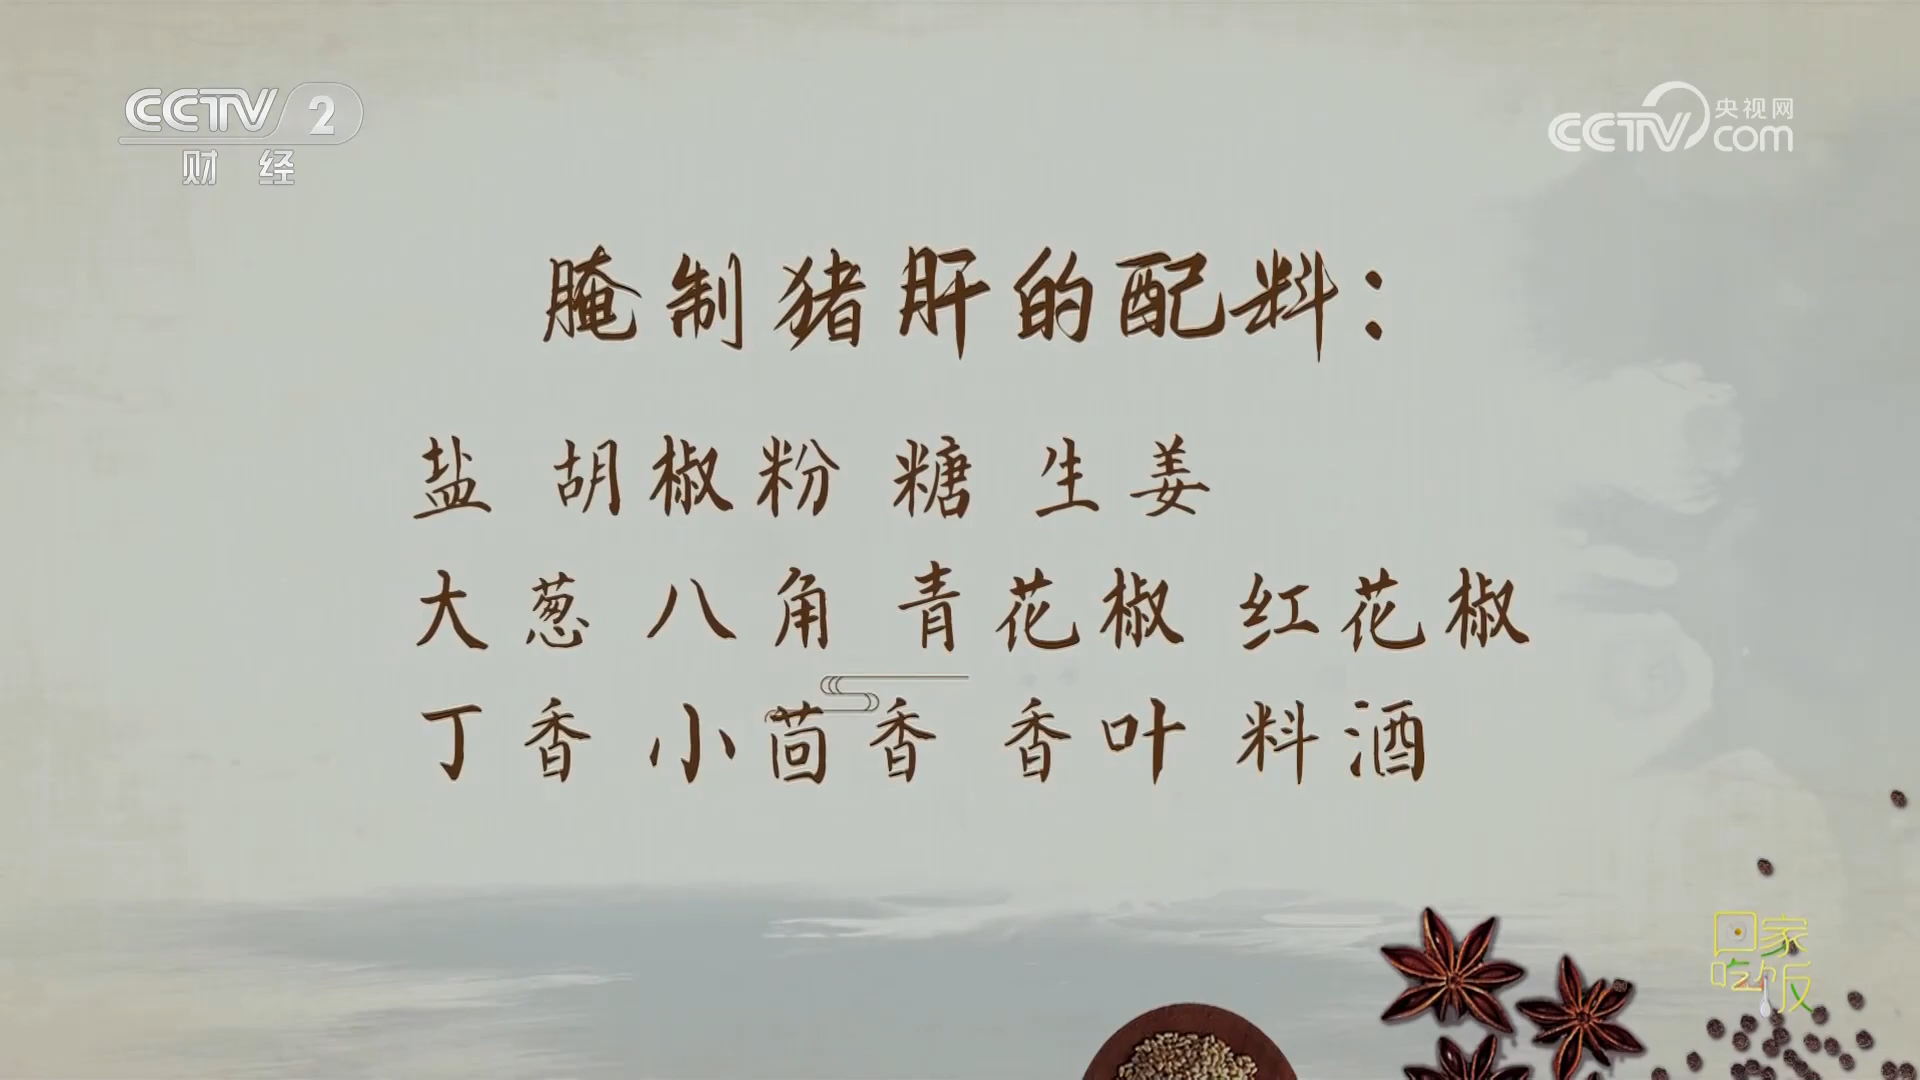 CCTV 2
财 经
央视网
CCTV.com
腌制猪肝的配料：
盐 胡椒粉 糖 生姜
大葱 八角 青花椒 红花椒
丁香 小茴香 香叶 料酒
回家
吃饭